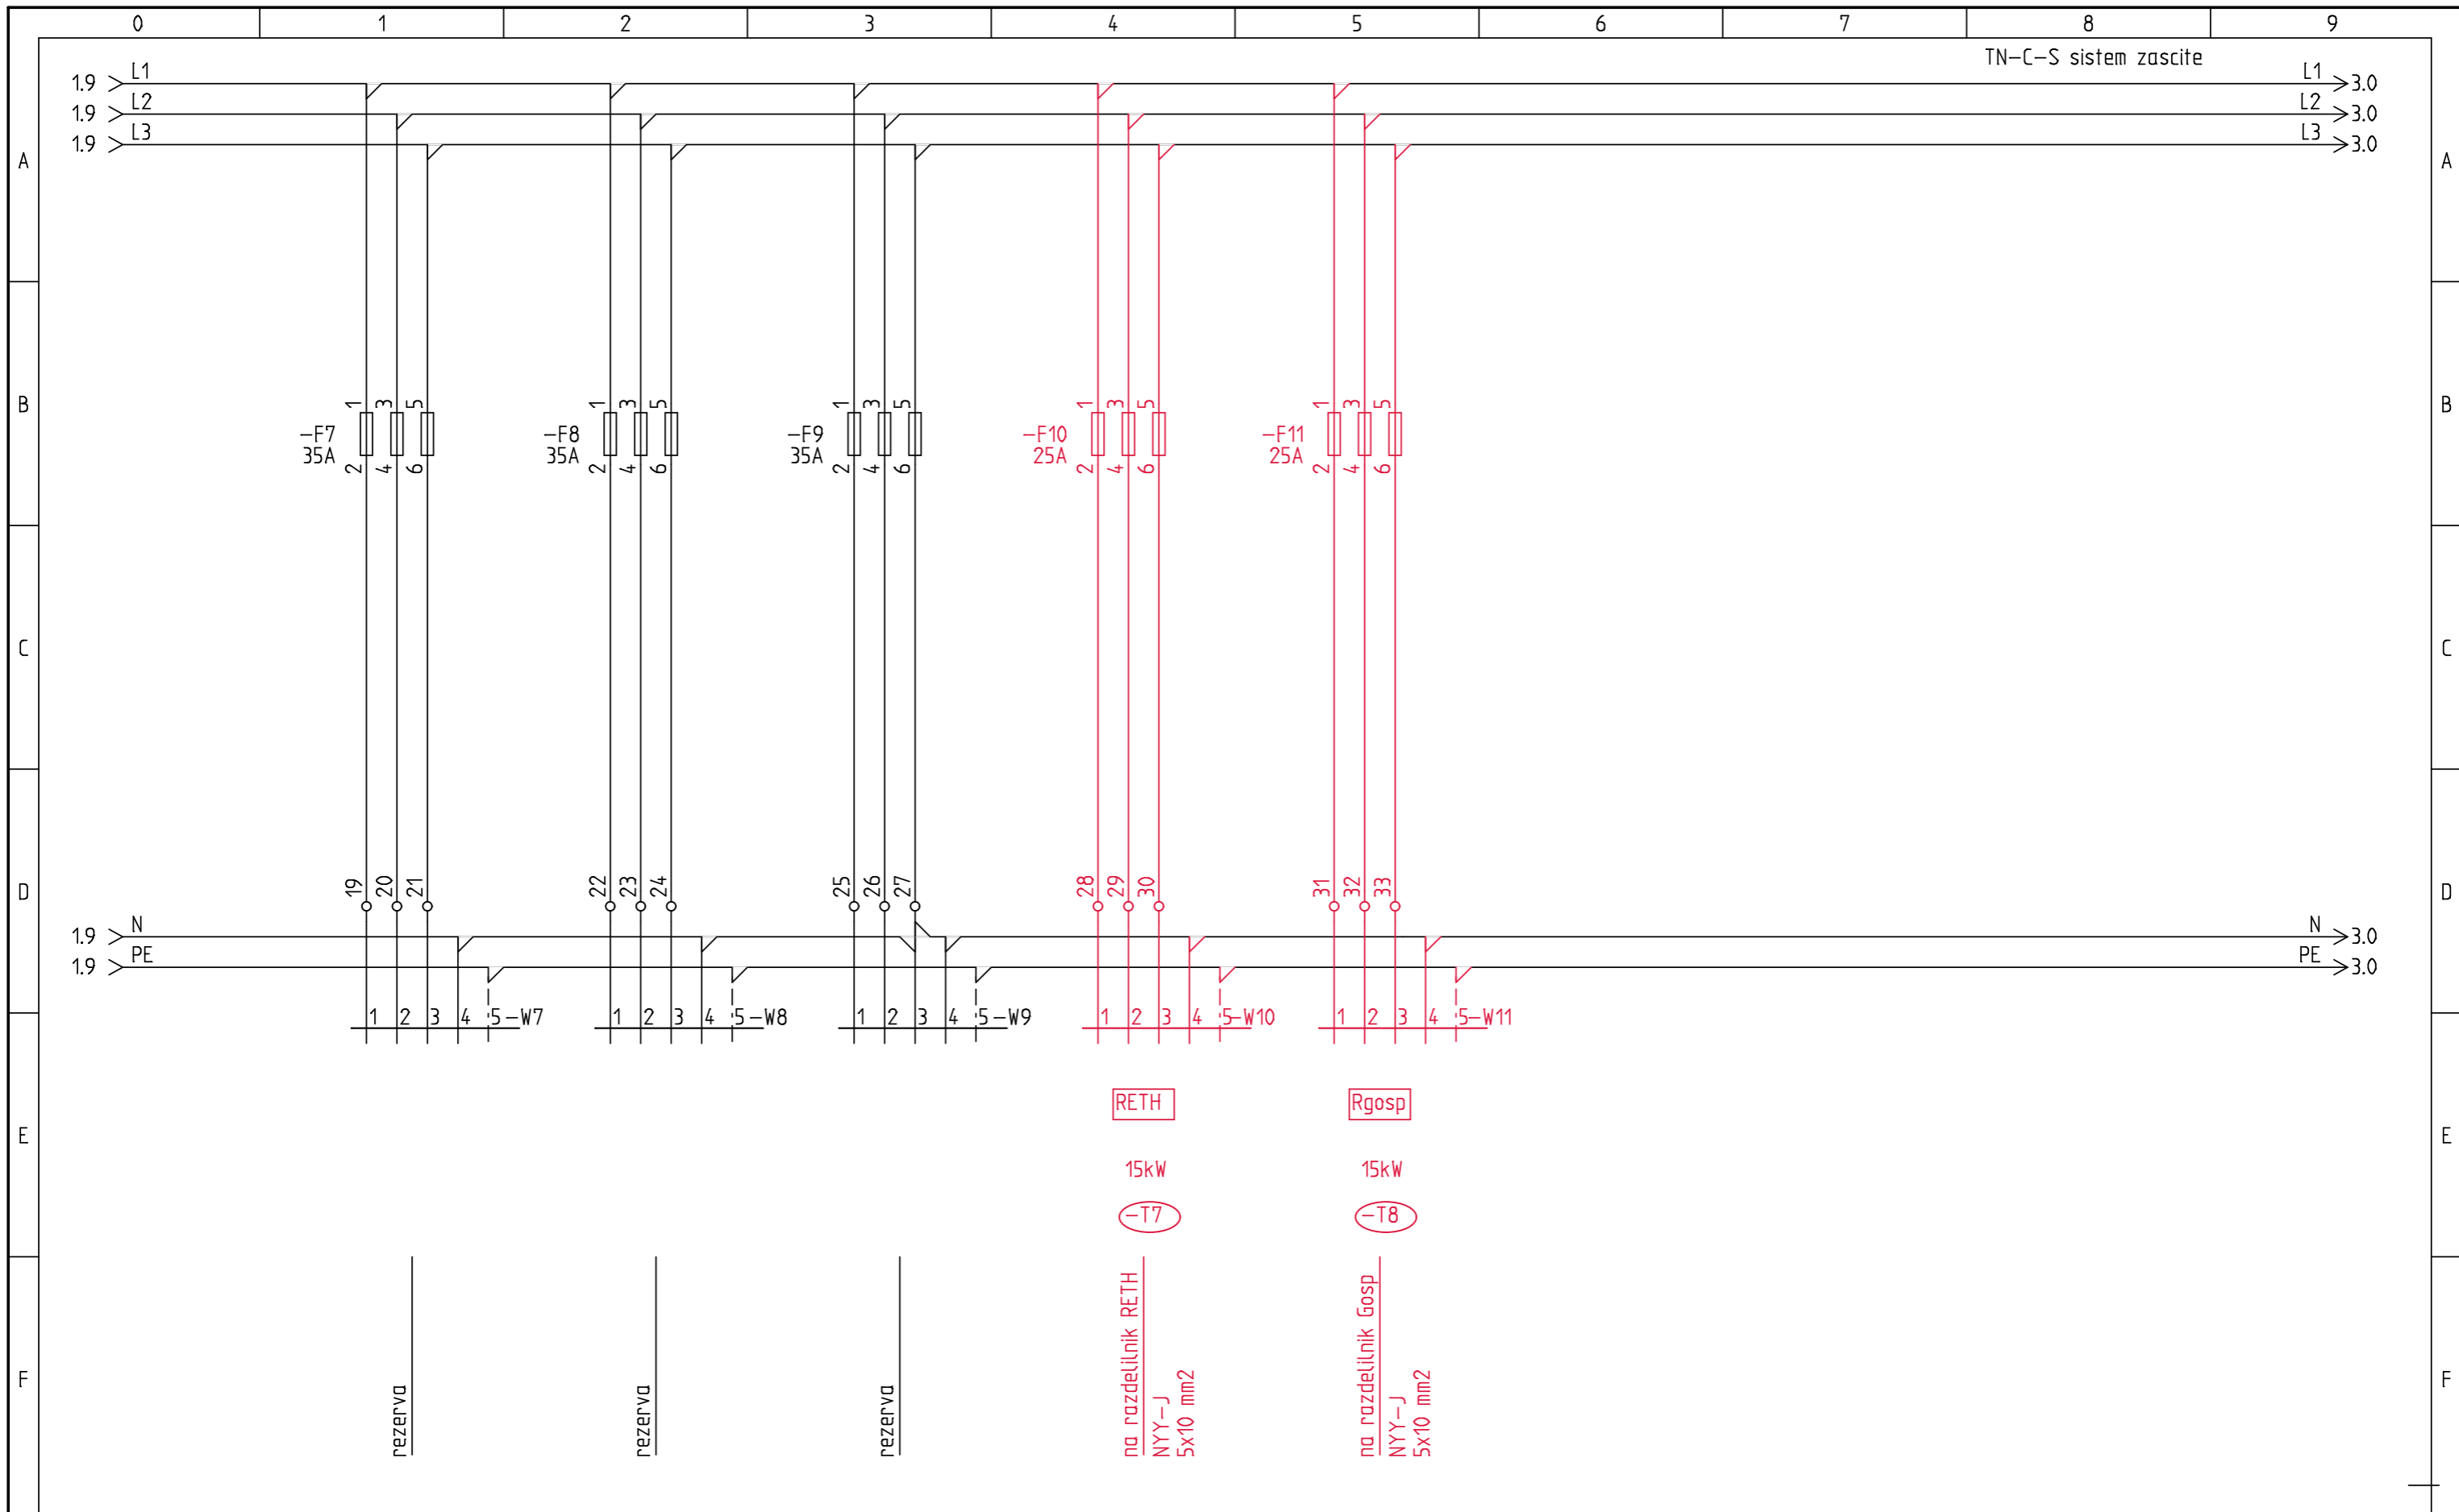 0 1 2 3 4 5 6 7 8 9
TN-C-S sistem zascite
1.9 L1 L1 3.0
1.9 L2 L2 3.0
1.9 L3 L3 3.0
A A
B B
1 3 5 1 3 5 1 3 5 1 3 5 1 3 5
-F7 -F8 -F9 -F10 -F11
35A 35A 35A 25A 25A
2 4 6 2 4 6 2 4 6 2 4 6 2 4 6
C C
19 20 21 22 23 24 25 26 27 28 29 30 31 32 33
D D
1.9 N N 3.0
1.9 PE PE 3.0
1 2 3 4 5 -W7 1 2 3 4 5 -W8 1 2 3 4 5 -W9 1 2 3 4 5 -W10 1 2 3 4 5 -W11
RETH Rgosp
E E
15kW 15kW
-T7 -T8
F F
rezerva
rezerva
rezerva
na razdelilnik RETH
NYY-J
5x10 mm2
na razdelilnik Gosp
NYY-J
5x10 mm2